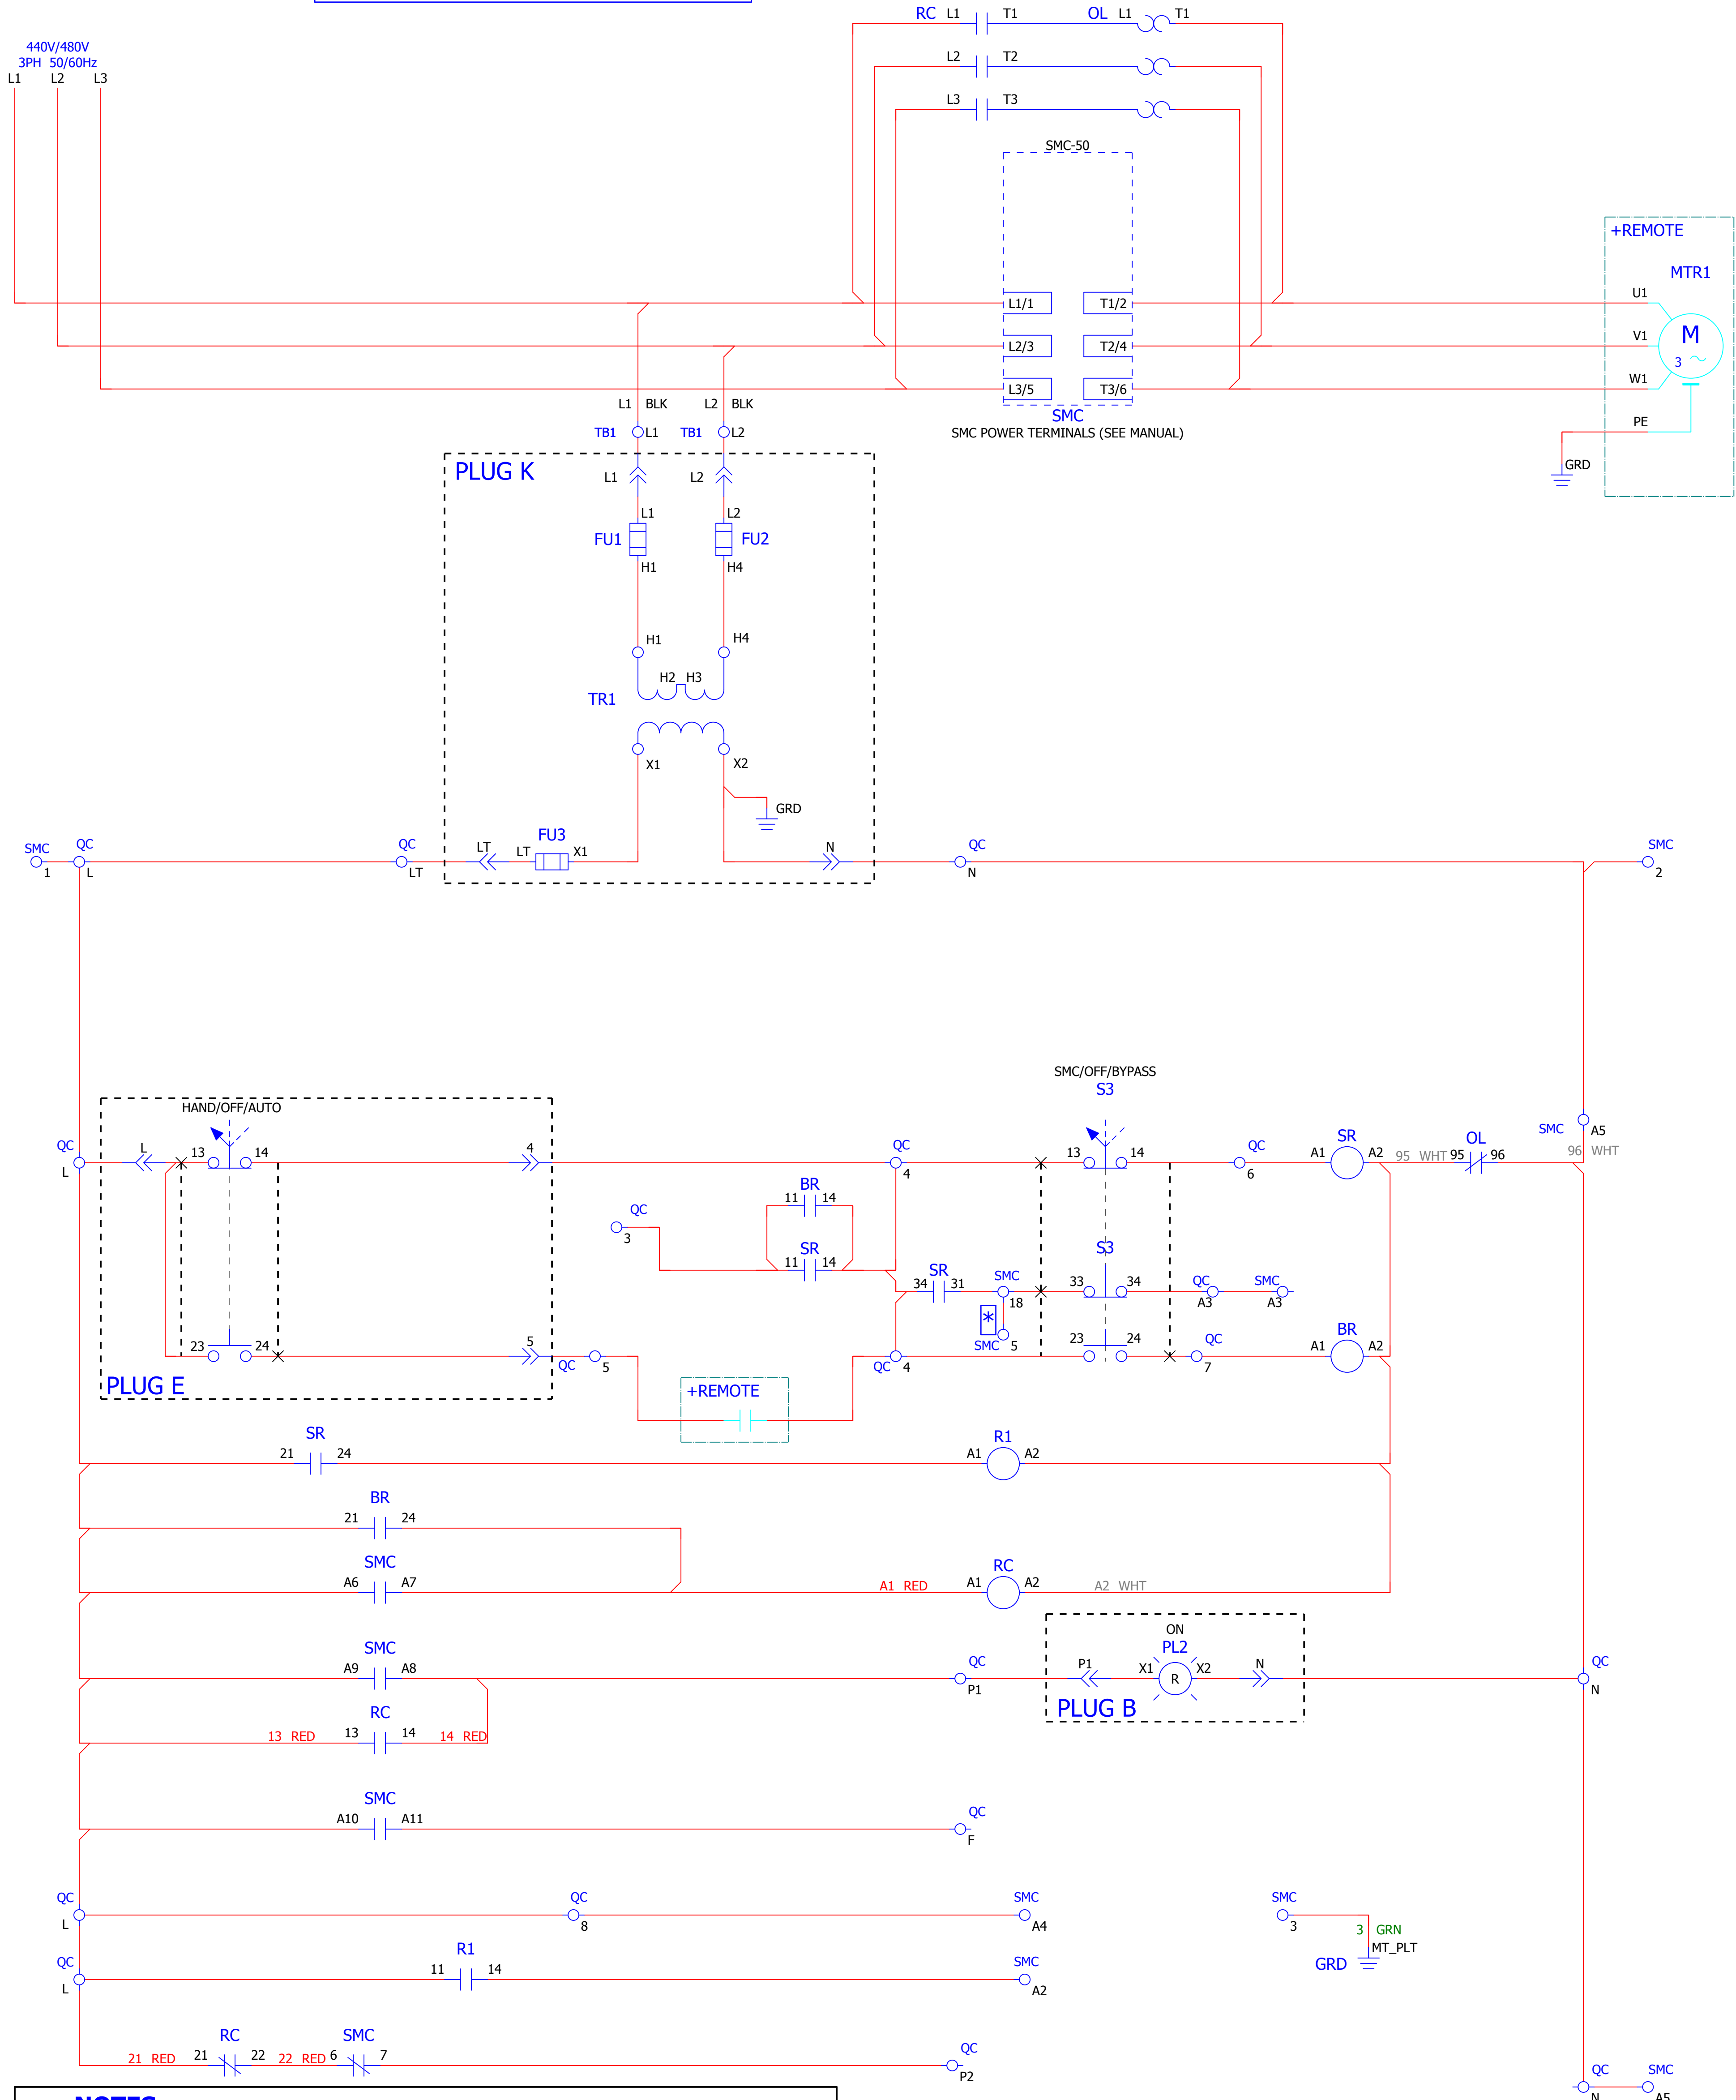 RC L1 T1 OL L1 T1
440V/480V
3PH 50/60Hz
L1 L2 L3
L2 T2
L3 T3
SMC-50
+REMOTE
MTR1
L1/1 T1/2 U1
L2/3 T2/4 V1
M
3
L3/5 T3/6 W1
L1 BLK L2 BLK
SMC
PE
TB1 L1 TB1 L2
SMC POWER TERMINALS (SEE MANUAL)
GRD
PLUG K
L1 L2
L1 L2
FU1 FU2
H1 H4
H1 H4
H2 H3
TR1
X1 X2
GRD
FU3
SMC QC QC LT LT X1 N QC SMC
1 L LT N 2
SMC/OFF/BYPASS
S3
HAND/OFF/AUTO
SMC A5
QC L 13 14 4 QC 13 14 QC SR OL
A1 A2 95 WHT 95 96 96 WHT
L 4 6
BR
11 14
QC
3
SR
11 14
S3
SR
34 31 SMC 33 34 QC SMC
18 A3 A3
*
SMC 5
23 24 5 23 24 QC BR
A1 A2
QC 5 QC 4 7
PLUG E
+REMOTE
SR
21 24
R1
A1 A2
BR
21 24
SMC
A6 A7
RC
A1 RED A1 A2 A2 WHT
ON
SMC
A9 A8
PL2
QC P1 X1 R X2 N QC
P1 N
PLUG B
RC
13 RED 13 14 14 RED
SMC
A10 A11
QC
F
QC QC SMC SMC
L 8 A4 3
3 GRN
MT_PLT
GRD
R1
QC 11 14 SMC
L A2
RC SMC
21 RED 21 22 22 RED 6 7
QC
P2
QC SMC
N A5
NOTES